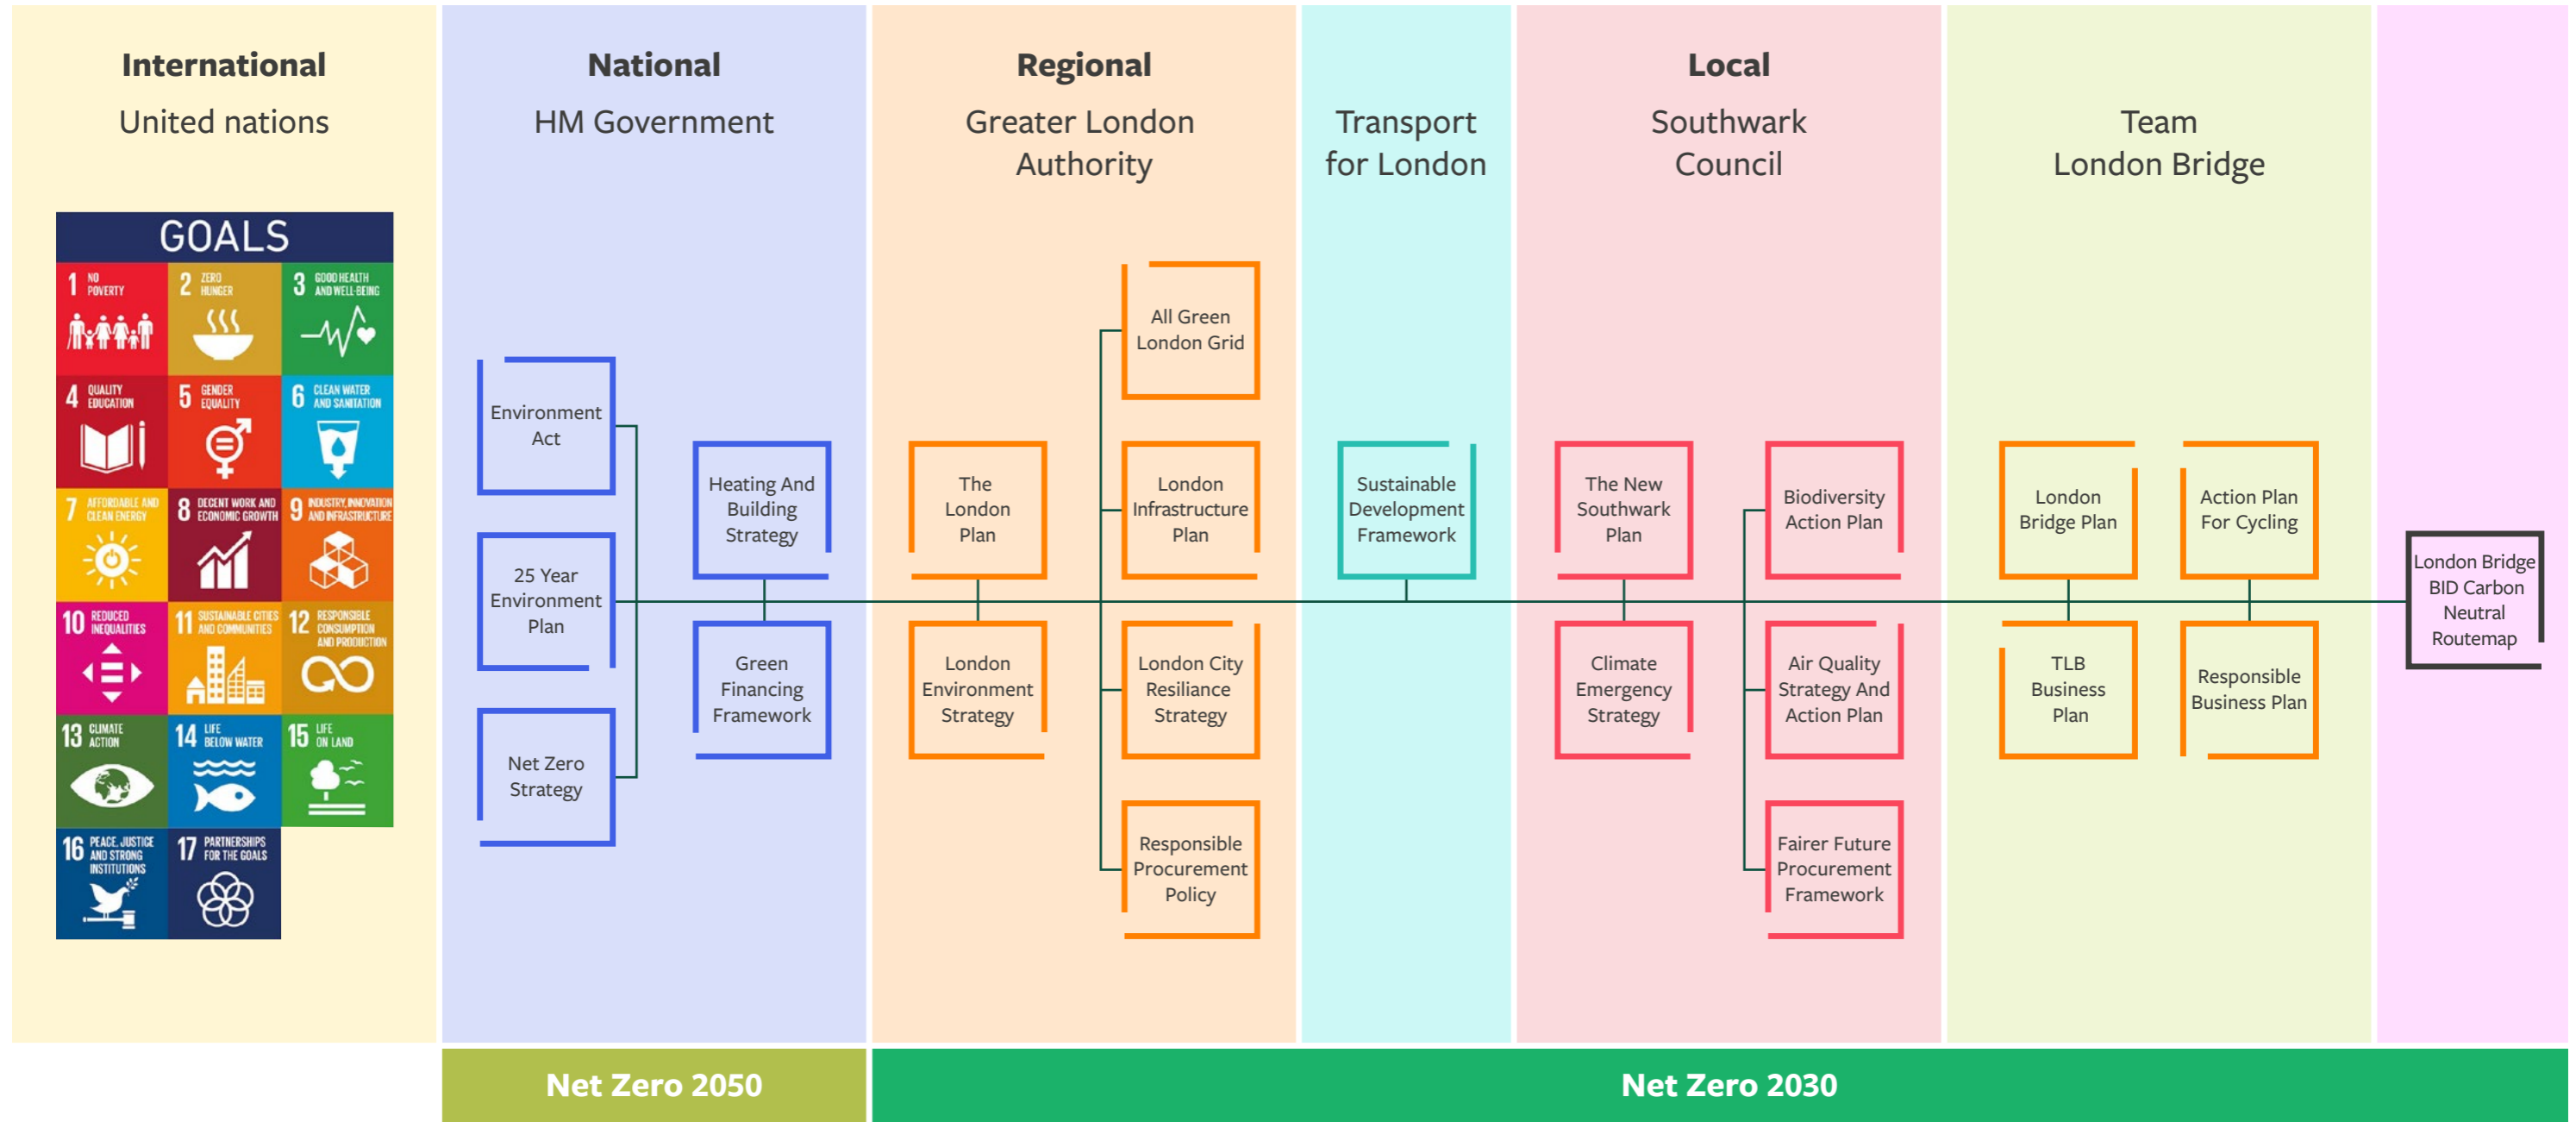 International
United nations
GOALS
1 NO
POVERTY
2 ZERO
HUNGER
3 GOOD HEALTH
AND WELL-BEING
4 QUALITY
EDUCATION
5 GENDER
EQUALITY
6 CLEAN WATER
AND SANITATION
7 AFFORDABLE AND
CLEAN ENERGY
8 DECENT WORK AND
ECONOMIC GROWTH
9 INDUSTRY, INNOVATION
AND INFRASTRUCTURE
10 REDUCED
INEQUALITIES
11 SUSTAINABLE CITIES
AND COMMUNITIES
12 RESPONSIBLE
CONSUMPTION
AND PRODUCTION
13 CLIMATE
ACTION
14 LIFE
BELOW WATER
15 LIFE
ON LAND
16 PEACE, JUSTICE
AND STRONG
INSTITUTIONS
17 PARTNERSHIPS
FOR THE GOALS
National
HM Government
Environment
Act
25 Year
Environment
Plan
Net Zero
Strategy
Heating And
Building
Strategy
Green
Financing
Framework
Regional
Greater London
Authority
The
London
Plan
London
Environment
Strategy
All Green
London Grid
London
Infrastructure
Plan
London City
Resiliance
Strategy
Responsible
Procurement
Policy
Transport
for London
Sustainable
Development
Framework
Local
Southwark
Council
The New
Southwark
Plan
Climate
Emergency
Strategy
Biodiversity
Action Plan
Air Quality
Strategy And
Action Plan
Fairer Future
Procurement
Framework
Team
London Bridge
London
Bridge Plan
Action Plan
For Cycling
TLB
Business
Plan
Responsible
Business Plan
London Bridge
BID Carbon
Neutral
Routemap
Net Zero 2050
Net Zero 2030